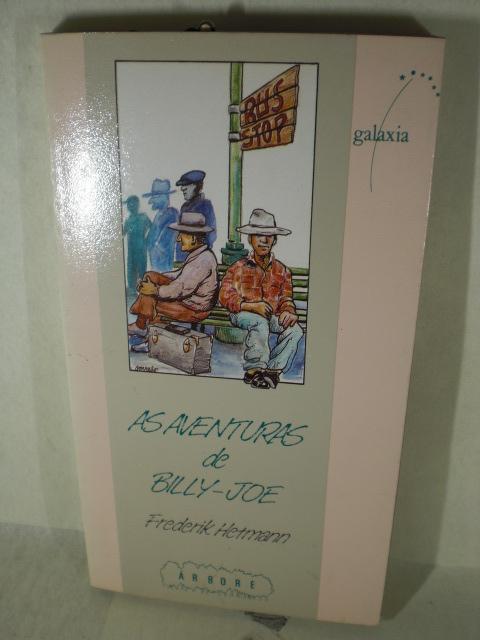 BUS
STOP
galaxia
AS AVENTURAS
de
BILLY-JOE
Frederik Hetmann
ÁRBORE